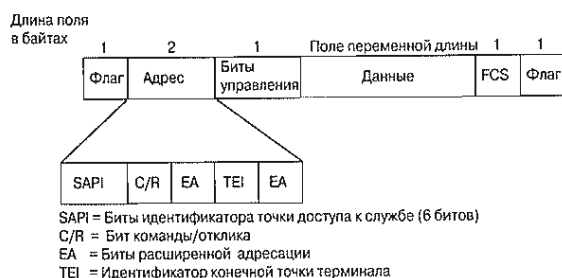 Длина поля
в байтах
1 2 1 Поле переменной длины 1 1
Флаг Адрес Биты управления Данные FCS Флаг
SAPI C/R EA TEI EA
SAPI = Биты идентификатора точки доступа к службе (6 битов)
C/R = Бит команды/отклика
EA = Биты расширенной адресации
TEI = Идентификатор конечной точки терминала